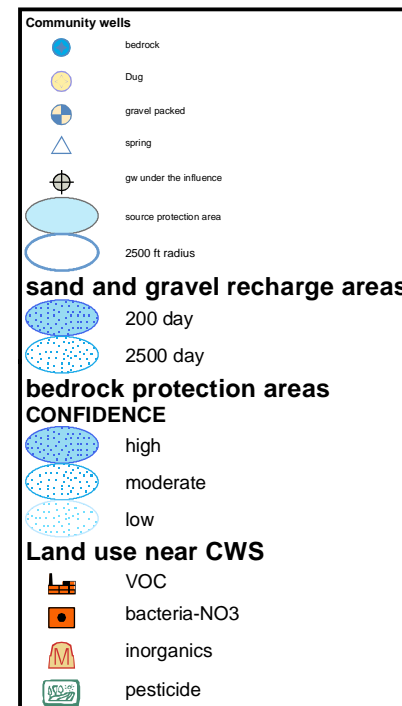 Community wells
bedrock
Dug
gravel packed
spring
gw under the influence
source protection area
2500 ft radius
sand and gravel recharge areas
200 day
2500 day
bedrock protection areas
CONFIDENCE
high
moderate
low
Land use near CWS
VOC
bacteria-NO3
M inorganics
pesticide